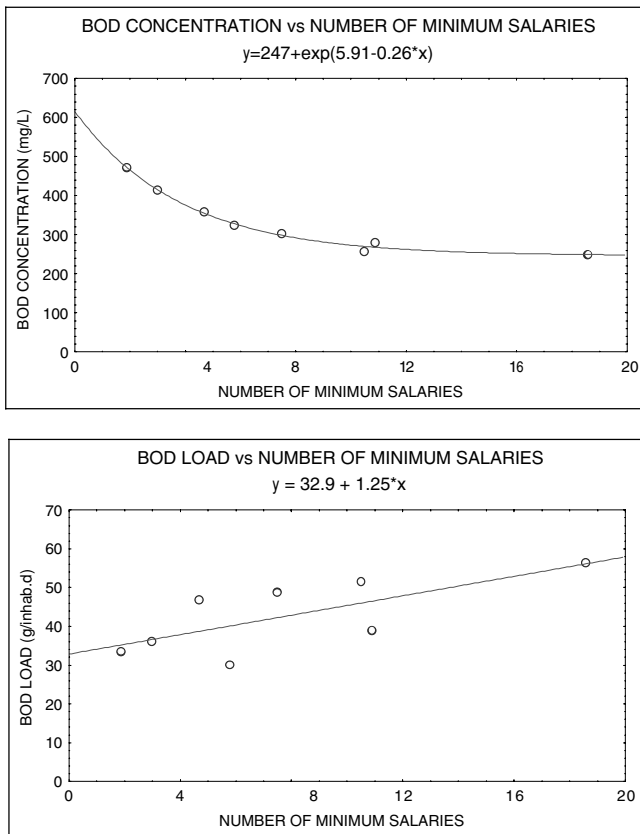 BOD CONCENTRATION vs NUMBER OF MINIMUM SALARIES
y=247+exp(5.91-0.26*x)
BOD CONCENTRATION (mg/L)
700
600
500
400
300
200
100
0
0 4 8 12 16 20
NUMBER OF MINIMUM SALARIES
BOD LOAD vs NUMBER OF MINIMUM SALARIES
y = 32.9 + 1.25*x
BOD LOAD (g/inhab.d)
70
60
50
40
30
20
10
0
0 4 8 12 16 20
NUMBER OF MINIMUM SALARIES